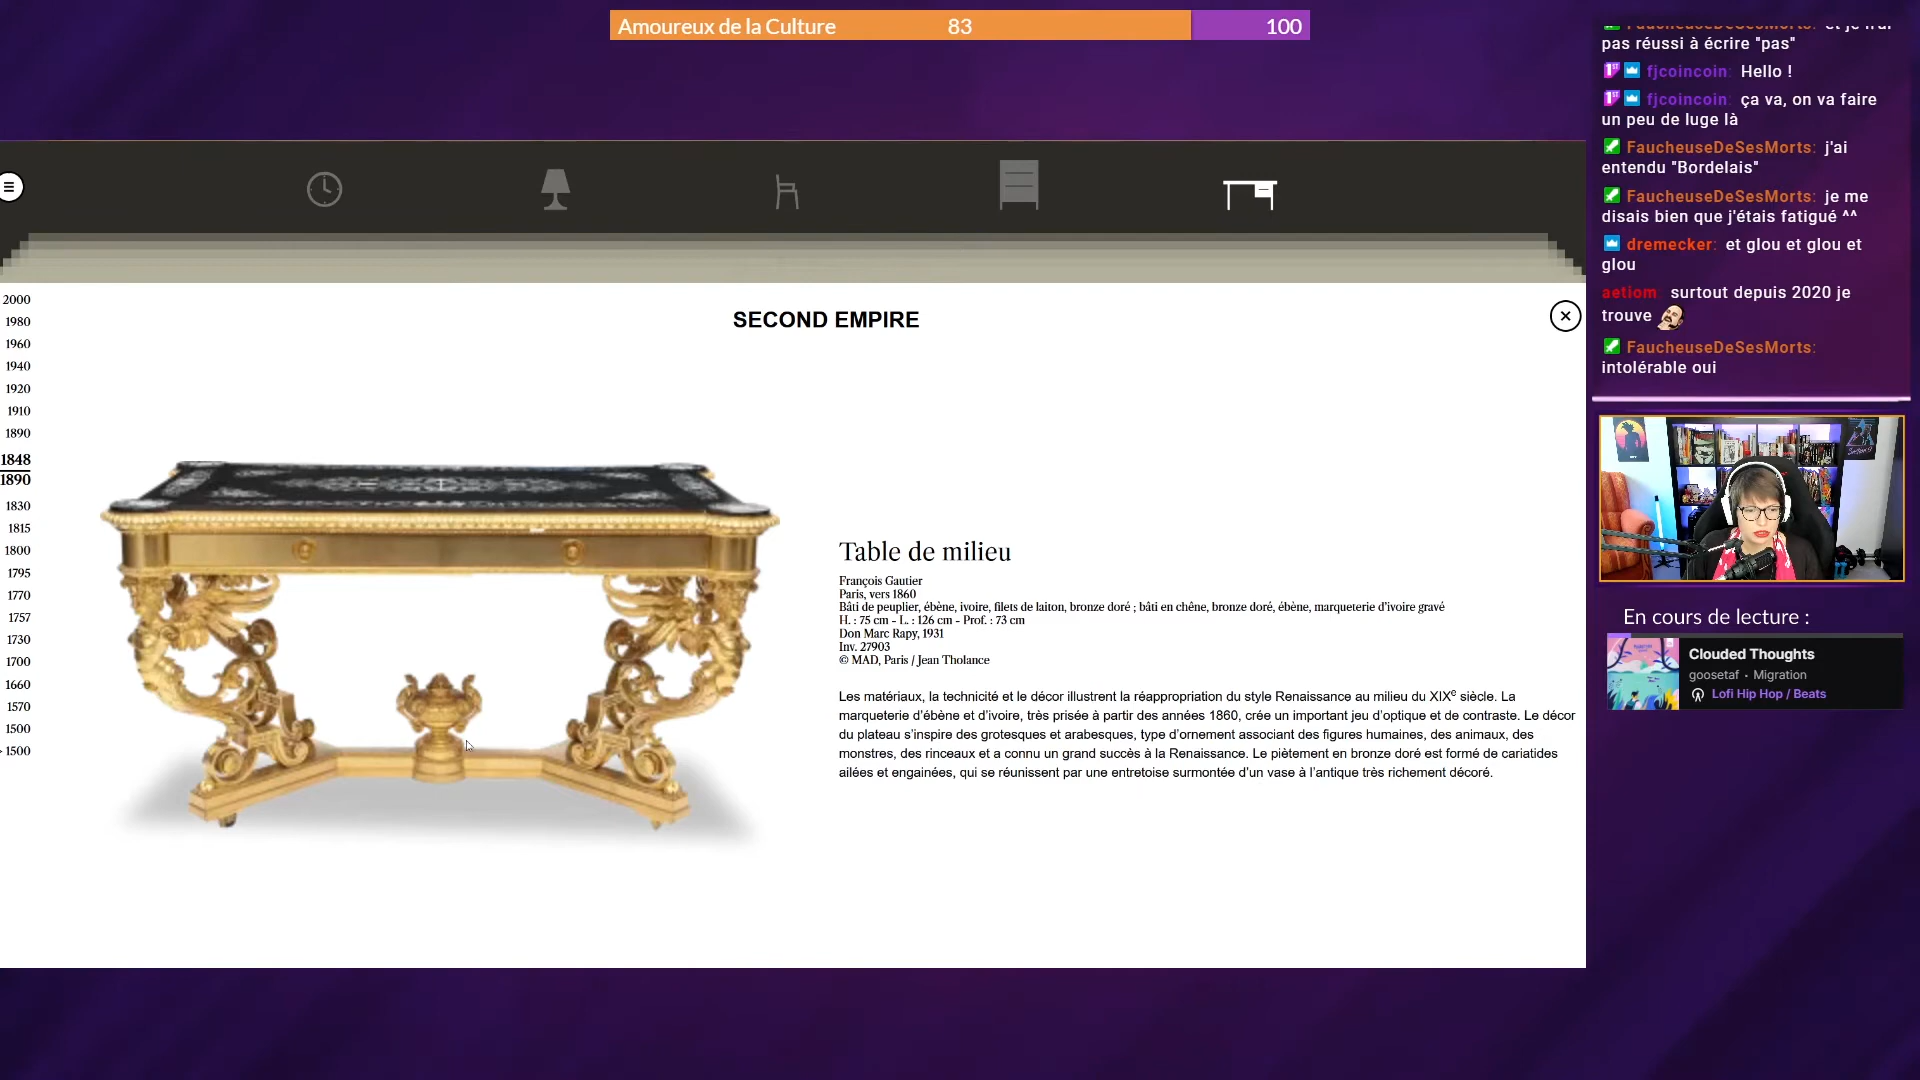 Amoureux de la Culture 83 100
2000
1980
1960
1940
1920
1910
1890
1848
1890
1830
1815
1800
1795
1770
1757
1730
1700
1660
1570
1500
1500
SECOND EMPIRE
Table de milieu
François Gautier
Paris, vers 1860
Bâti de peuplier, ébène, ivoire, filets de laiton, bronze doré ; bâti en chêne, bronze doré, ébène, marqueterie d'ivoire gravé
H. : 75 cm - L. : 126 cm - Prof. : 73 cm
Don Marc Rapy, 1931
Inv. 27903
© MAD, Paris / Jean Tholance
Les matériaux, la technicité et le décor illustrent la réappropriation du style Renaissance au milieu du XIXe siècle. La
marqueterie d'ébène et d'ivoire, très prisée à partir des années 1860, crée un important jeu d'optique et de contraste. Le décor
du plateau s'inspire des grotesques et arabesques, type d'ornement associant des figures humaines, des animaux, des
monstres, des rinceaux et a connu un grand succès à la Renaissance. Le piètement en bronze doré est formé de cariatides
ailées et engainées, qui se réunissent par une entretoise surmontée d'un vase à l'antique très richement décoré.
FaucheuseDeSesMorts: et je n'ai
pas réussi à écrire "pas"
fjcoincoin: Hello !
fjcoincoin: ça va, on va faire
un peu de luge là
FaucheuseDeSesMorts: j'ai
entendu "Bordelais"
FaucheuseDeSesMorts: je me
disais bien que j'étais fatigué ^^
dremecker: et glou et glou et
glou
aetiom: surtout depuis 2020 je
trouve
FaucheuseDeSesMorts:
intolérable oui
En cours de lecture :
Clouded Thoughts
goosetaf • Migration
Lofi Hip Hop / Beats